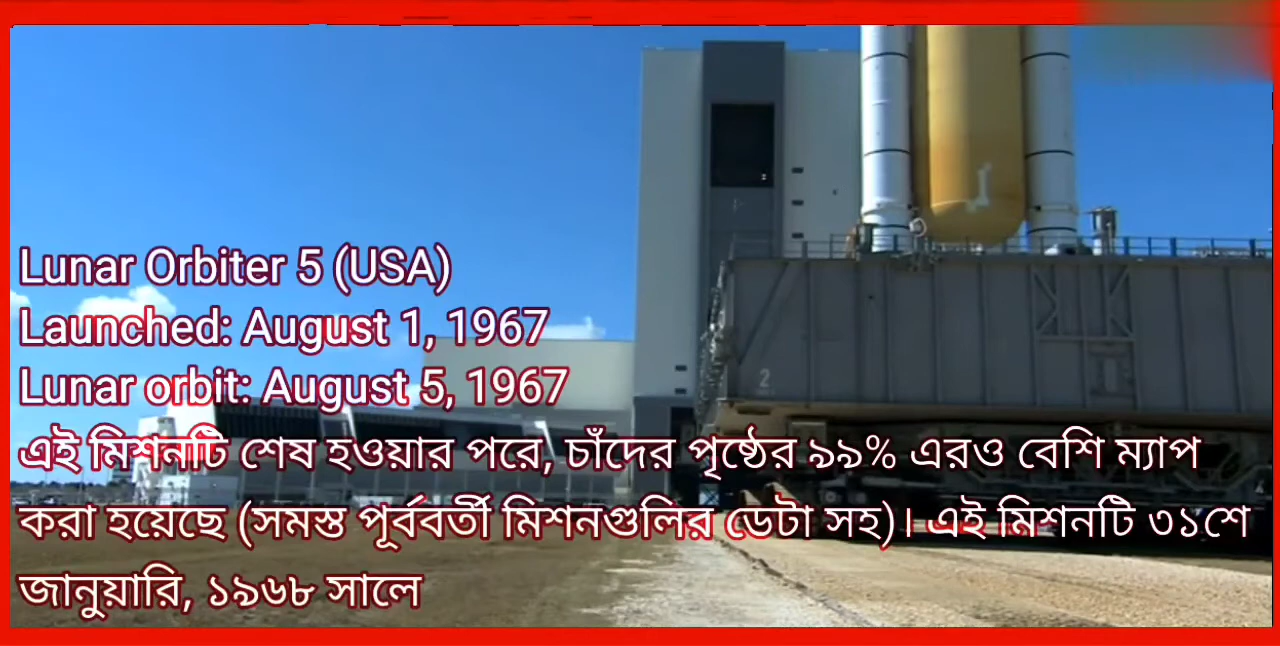 Lunar Orbiter 5 (USA)
Launched: August 1, 1967
Lunar orbit: August 5, 1967
এই মিশনটি শেষ হওয়ার পরে, চাঁদের পৃষ্ঠের ৯৯% এরও বেশি ম্যাপ
করা হয়েছে (সমস্ত পূর্ববর্তী মিশনগুলির ডেটা সহ)। এই মিশনটি ৩১শে
জানুয়ারি, ১৯৬৮ সালে
2